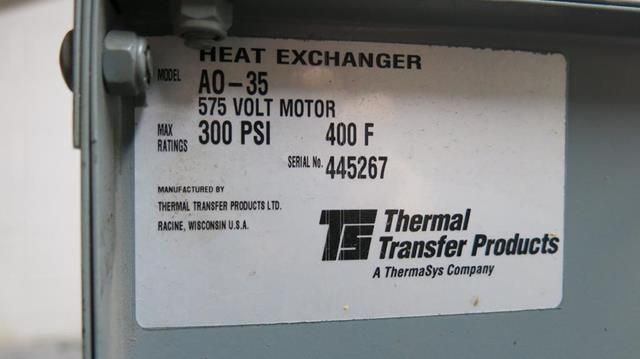 HEAT EXCHANGER
MODEL AO-35
575 VOLT MOTOR
MAX RATINGS 300 PSI 400 F
SERIAL No. 445267
MANUFACTURED BY
THERMAL TRANSFER PRODUCTS LTD.
RACINE, WISCONSIN U.S.A.
TTS Thermal
Transfer Products
A ThermaSys Company